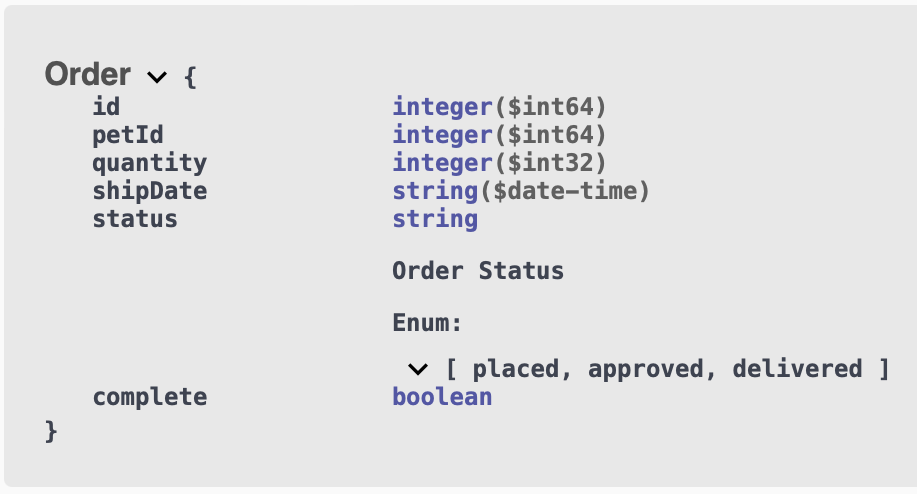 Order {
id integer($int64)
petId integer($int64)
quantity integer($int32)
shipDate string($date-time)
status string
Order Status
Enum:
[ placed, approved, delivered ]
complete boolean
}